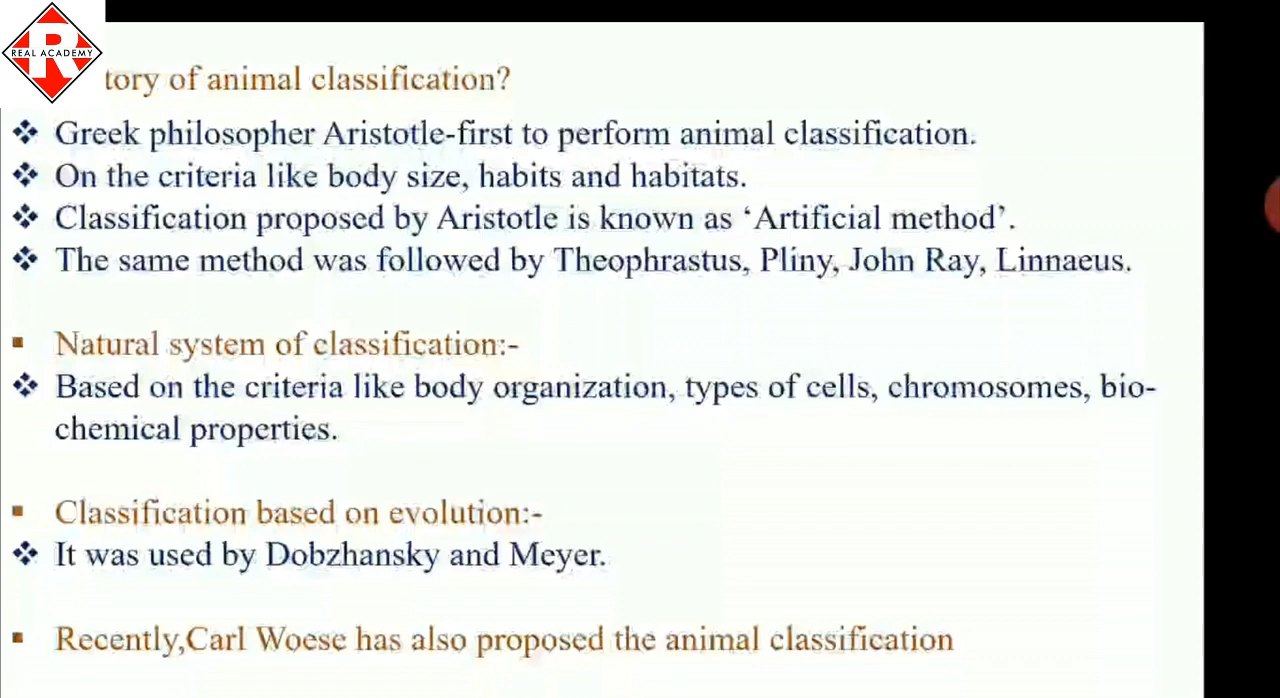 REAL ACADEMY
tory of animal classification?
❖ Greek philosopher Aristotle-first to perform animal classification.
❖ On the criteria like body size, habits and habitats.
❖ Classification proposed by Aristotle is known as ‘Artificial method’.
❖ The same method was followed by Theophrastus, Pliny, John Ray, Linnaeus.
▪ Natural system of classification:-
❖ Based on the criteria like body organization, types of cells, chromosomes, bio-
chemical properties.
▪ Classification based on evolution:-
❖ It was used by Dobzhansky and Meyer.
▪ Recently,Carl Woese has also proposed the animal classification